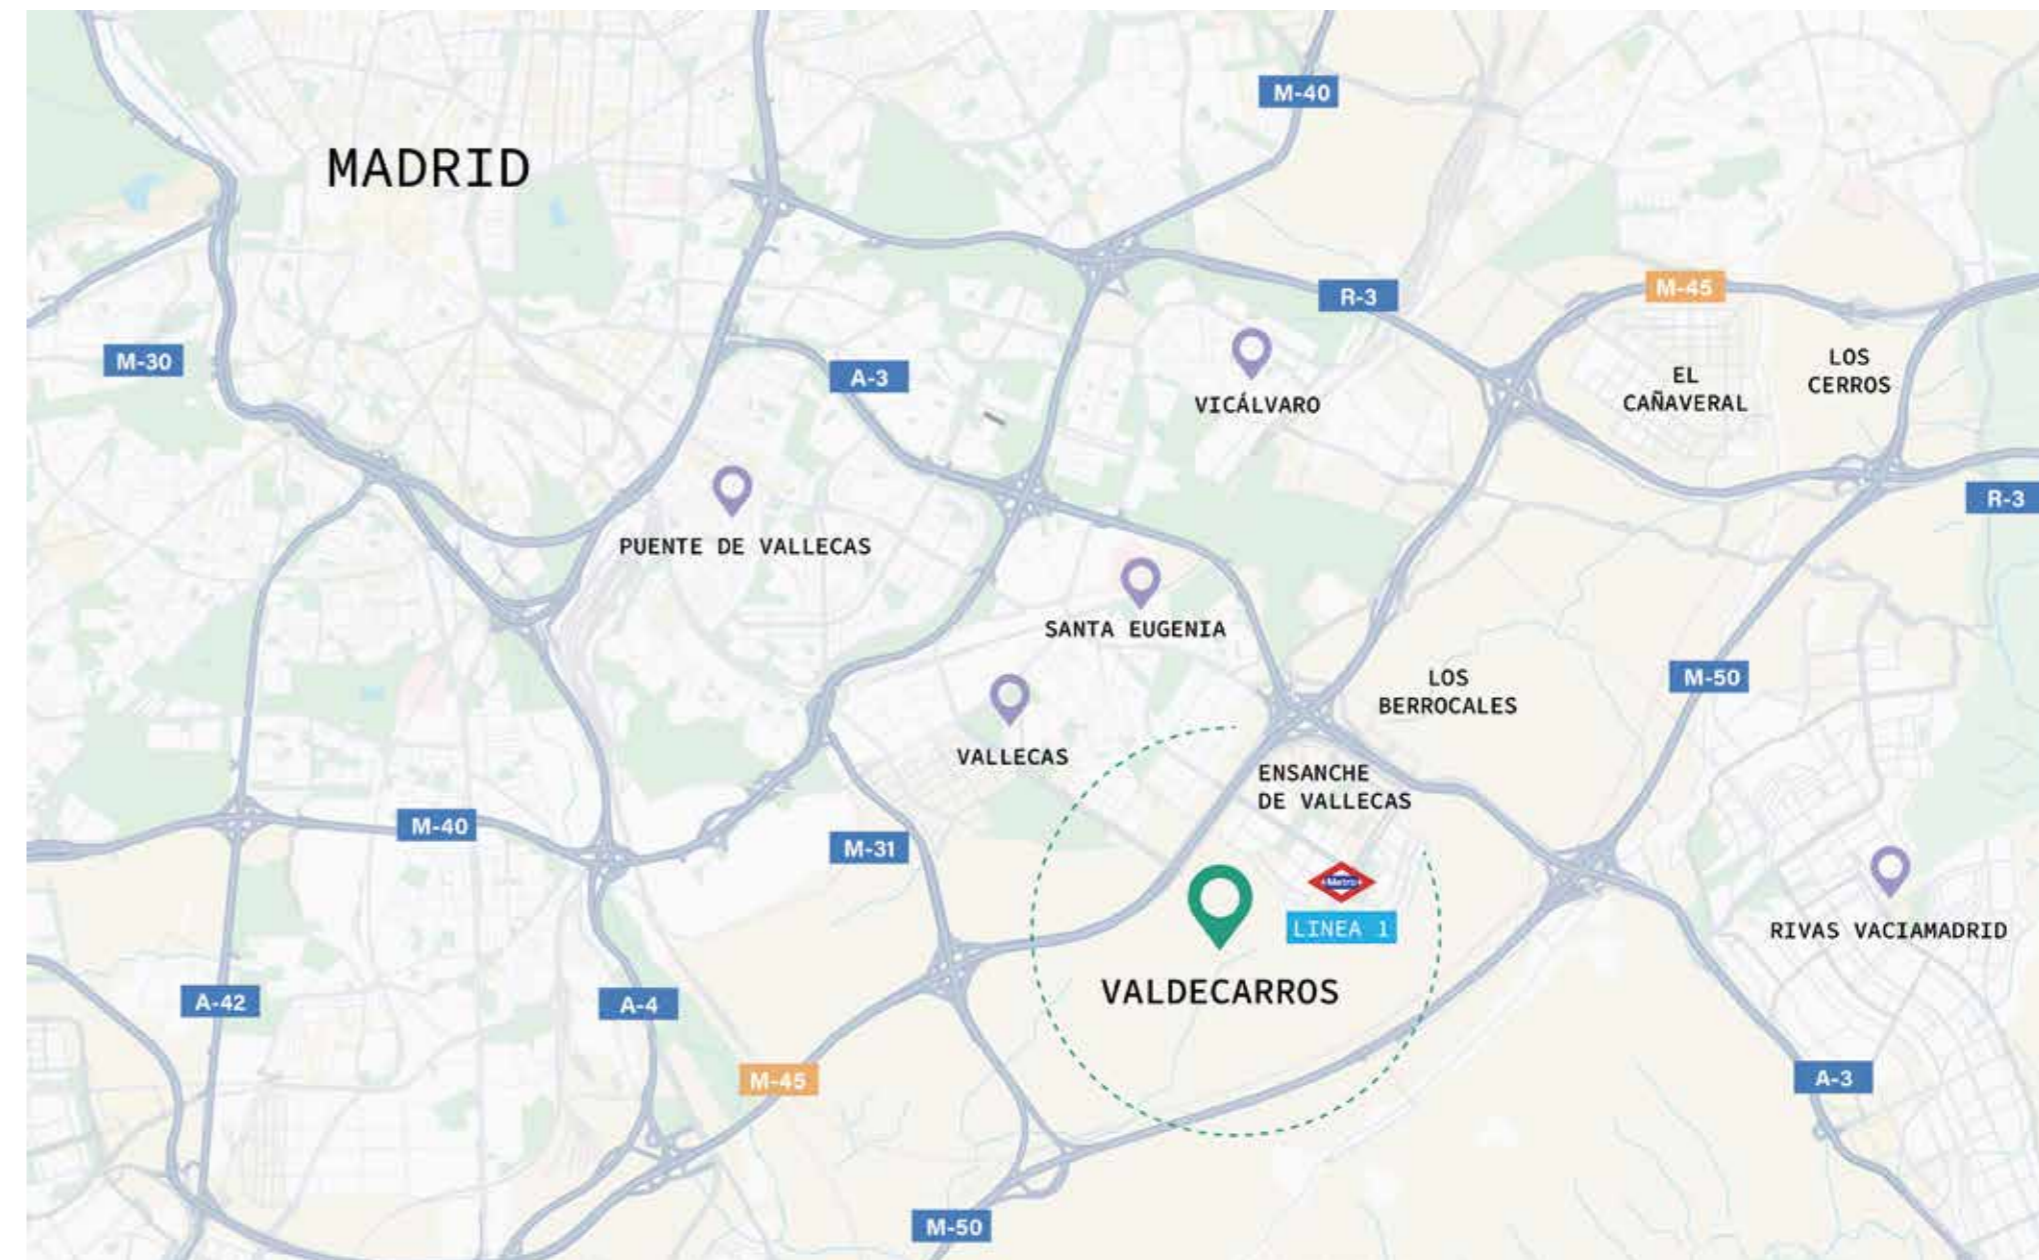 M-40
MADRID
R-3
M-45
M-30
A-3
VICÁLVARO
EL
CAÑAVERAL
LOS
CERROS
R-3
PUENTE DE VALLECAS
SANTA EUGENIA
LOS
BERROCALES
M-50
VALLECAS
ENSANCHE
DE VALLECAS
M-40
M-31
Metro
LINEA 1
RIVAS VACIAMADRID
VALDECARROS
A-42
A-4
M-45
A-3
M-50